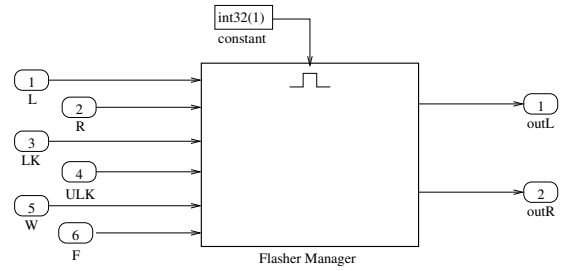 int32(1)
constant
1
L
2
R
3
LK
4
ULK
5
W
6
F
1
outL
2
outR
Flasher Manager